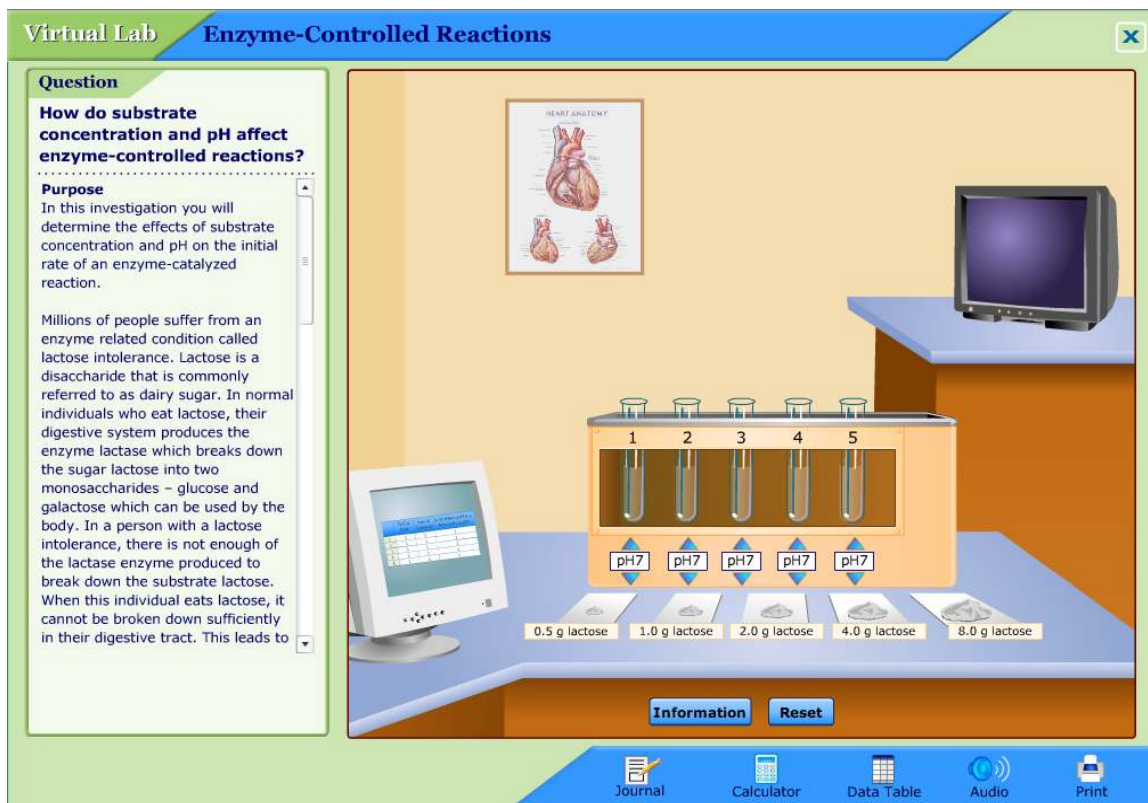 Virtual Lab
Enzyme-Controlled Reactions
X
Question
How do substrate
concentration and pH affect
enzyme-controlled reactions?
Purpose
In this investigation you will
determine the effects of substrate
concentration and pH on the initial
rate of an enzyme-catalyzed
reaction.
Millions of people suffer from an
enzyme related condition called
lactose intolerance. Lactose is a
disaccharide that is commonly
referred to as dairy sugar. In normal
individuals who eat lactose, their
digestive system produces the
enzyme lactase which breaks down
the sugar lactose into two
monosaccharides – glucose and
galactose which can be used by the
body. In a person with a lactose
intolerance, there is not enough of
the lactase enzyme produced to
break down the substrate lactose.
When this individual eats lactose, it
cannot be broken down sufficiently
in their digestive tract. This leads to
HEART ANATOMY
1 2 3 4 5
pH7 pH7 pH7 pH7 pH7
0.5 g lactose 1.0 g lactose 2.0 g lactose 4.0 g lactose 8.0 g lactose
Information Reset
Journal Calculator Data Table Audio Print